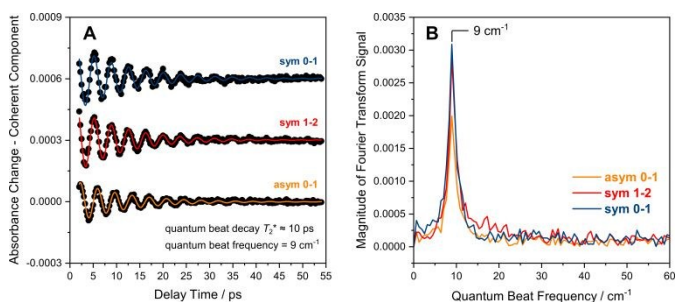 A
Absorbance Change - Coherent Component
0.0009
0.0006
0.0003
0.0000
-0.0003
sym 0-1
sym 1-2
asym 0-1
quantum beat decay T₂* ≈ 10 ps
quantum beat frequency = 9 cm⁻¹
0 5 10 15 20 25 30 35 40 45 50 55
Delay Time / ps
B
Magnitude of Fourier Transform Signal
0.0035
0.0030
0.0025
0.0020
0.0015
0.0010
0.0005
0.0000
9 cm⁻¹
asym 0-1
sym 1-2
sym 0-1
0 10 20 30 40 50 60
Quantum Beat Frequency / cm⁻¹